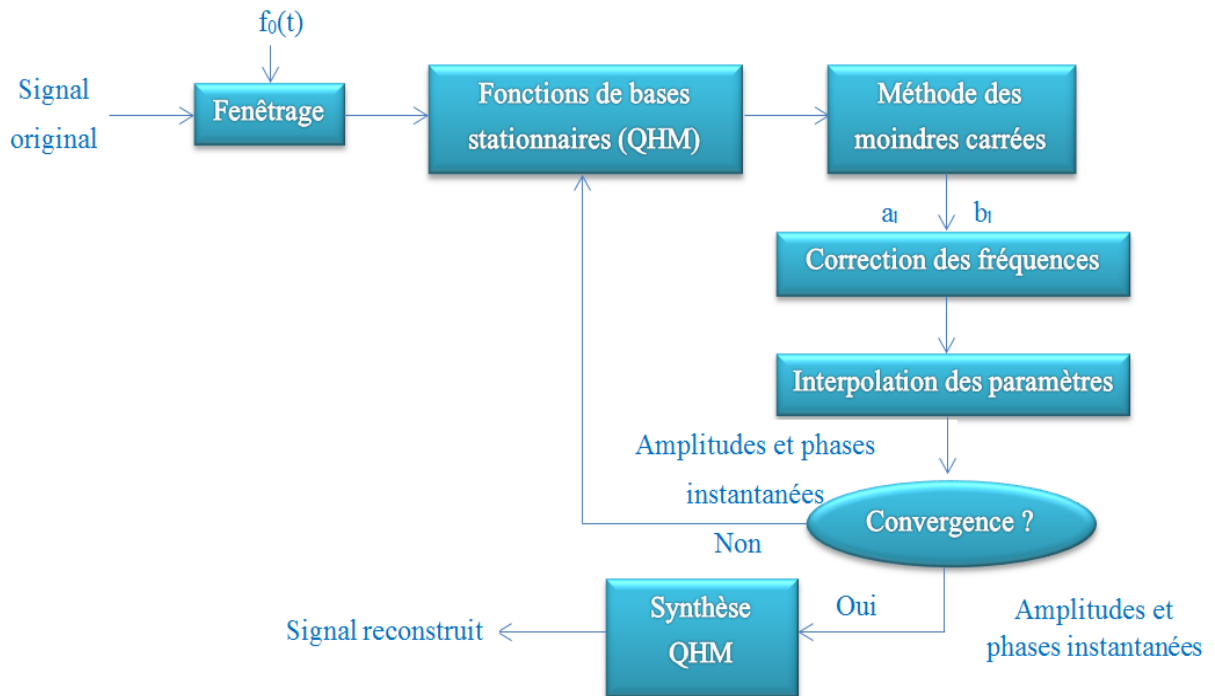 f₀(t)
Signal
original
Fenêtrage
Fonctions de bases
stationnaires (QHM)
Méthode des
moindres carrées
aₗ
bₗ
Correction des fréquences
Interpolation des paramètres
Amplitudes et phases
instantanées
Convergence ?
Non
Oui
Amplitudes et
phases instantanées
Synthèse
QHM
Signal reconstruit